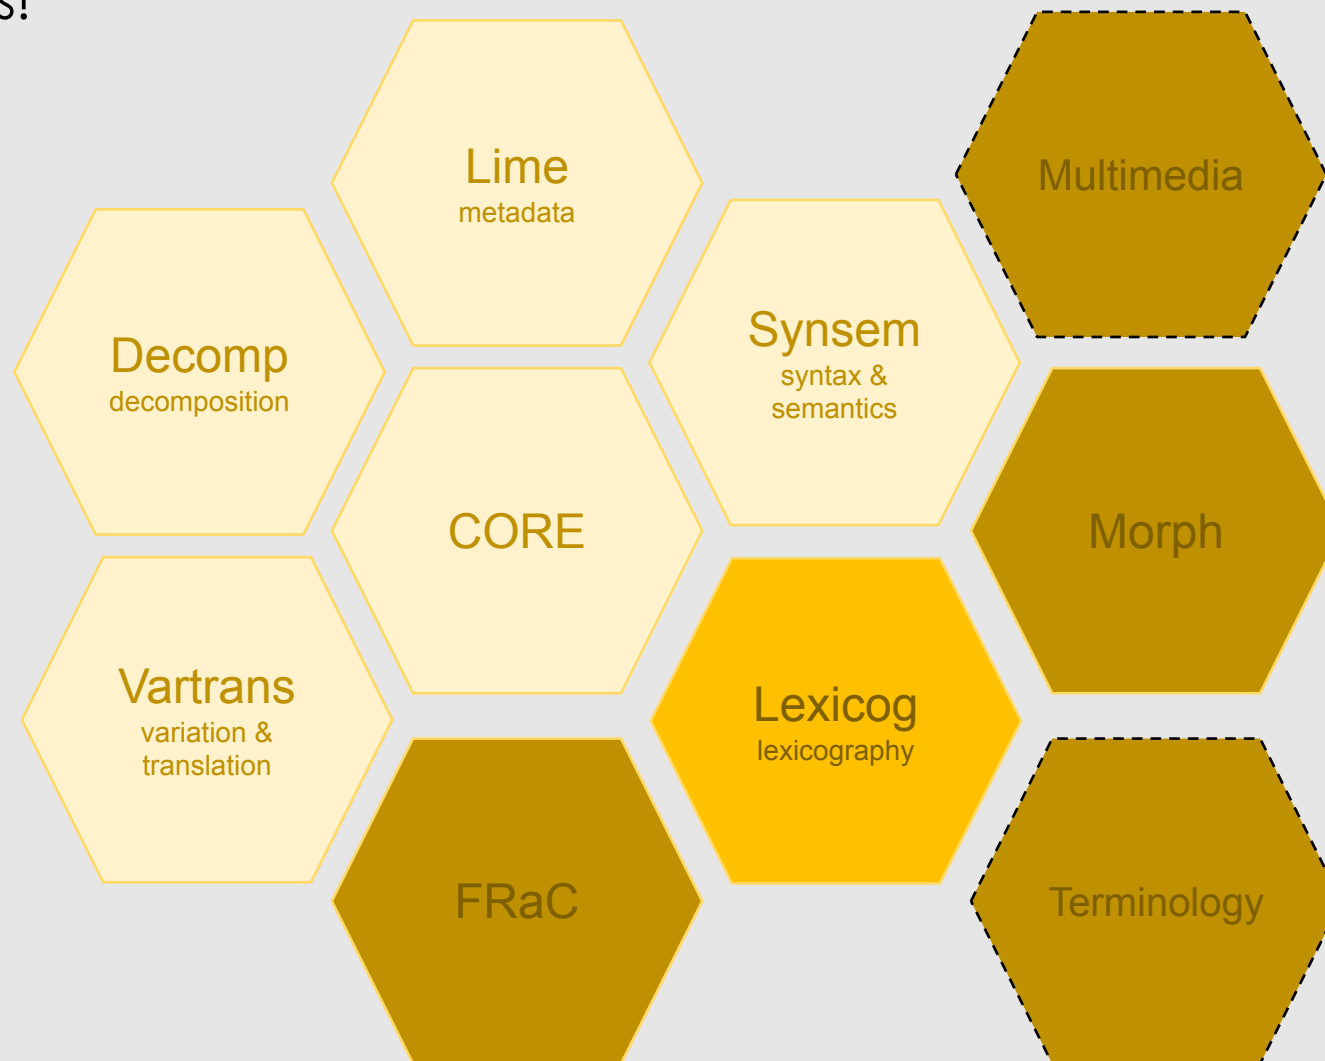 s!
Lime
metadata
Multimedia
Decomp
decomposition
Synsem
syntax &
semantics
CORE
Morph
Vartrans
variation &
translation
Lexicog
lexicography
FRaC
Terminology